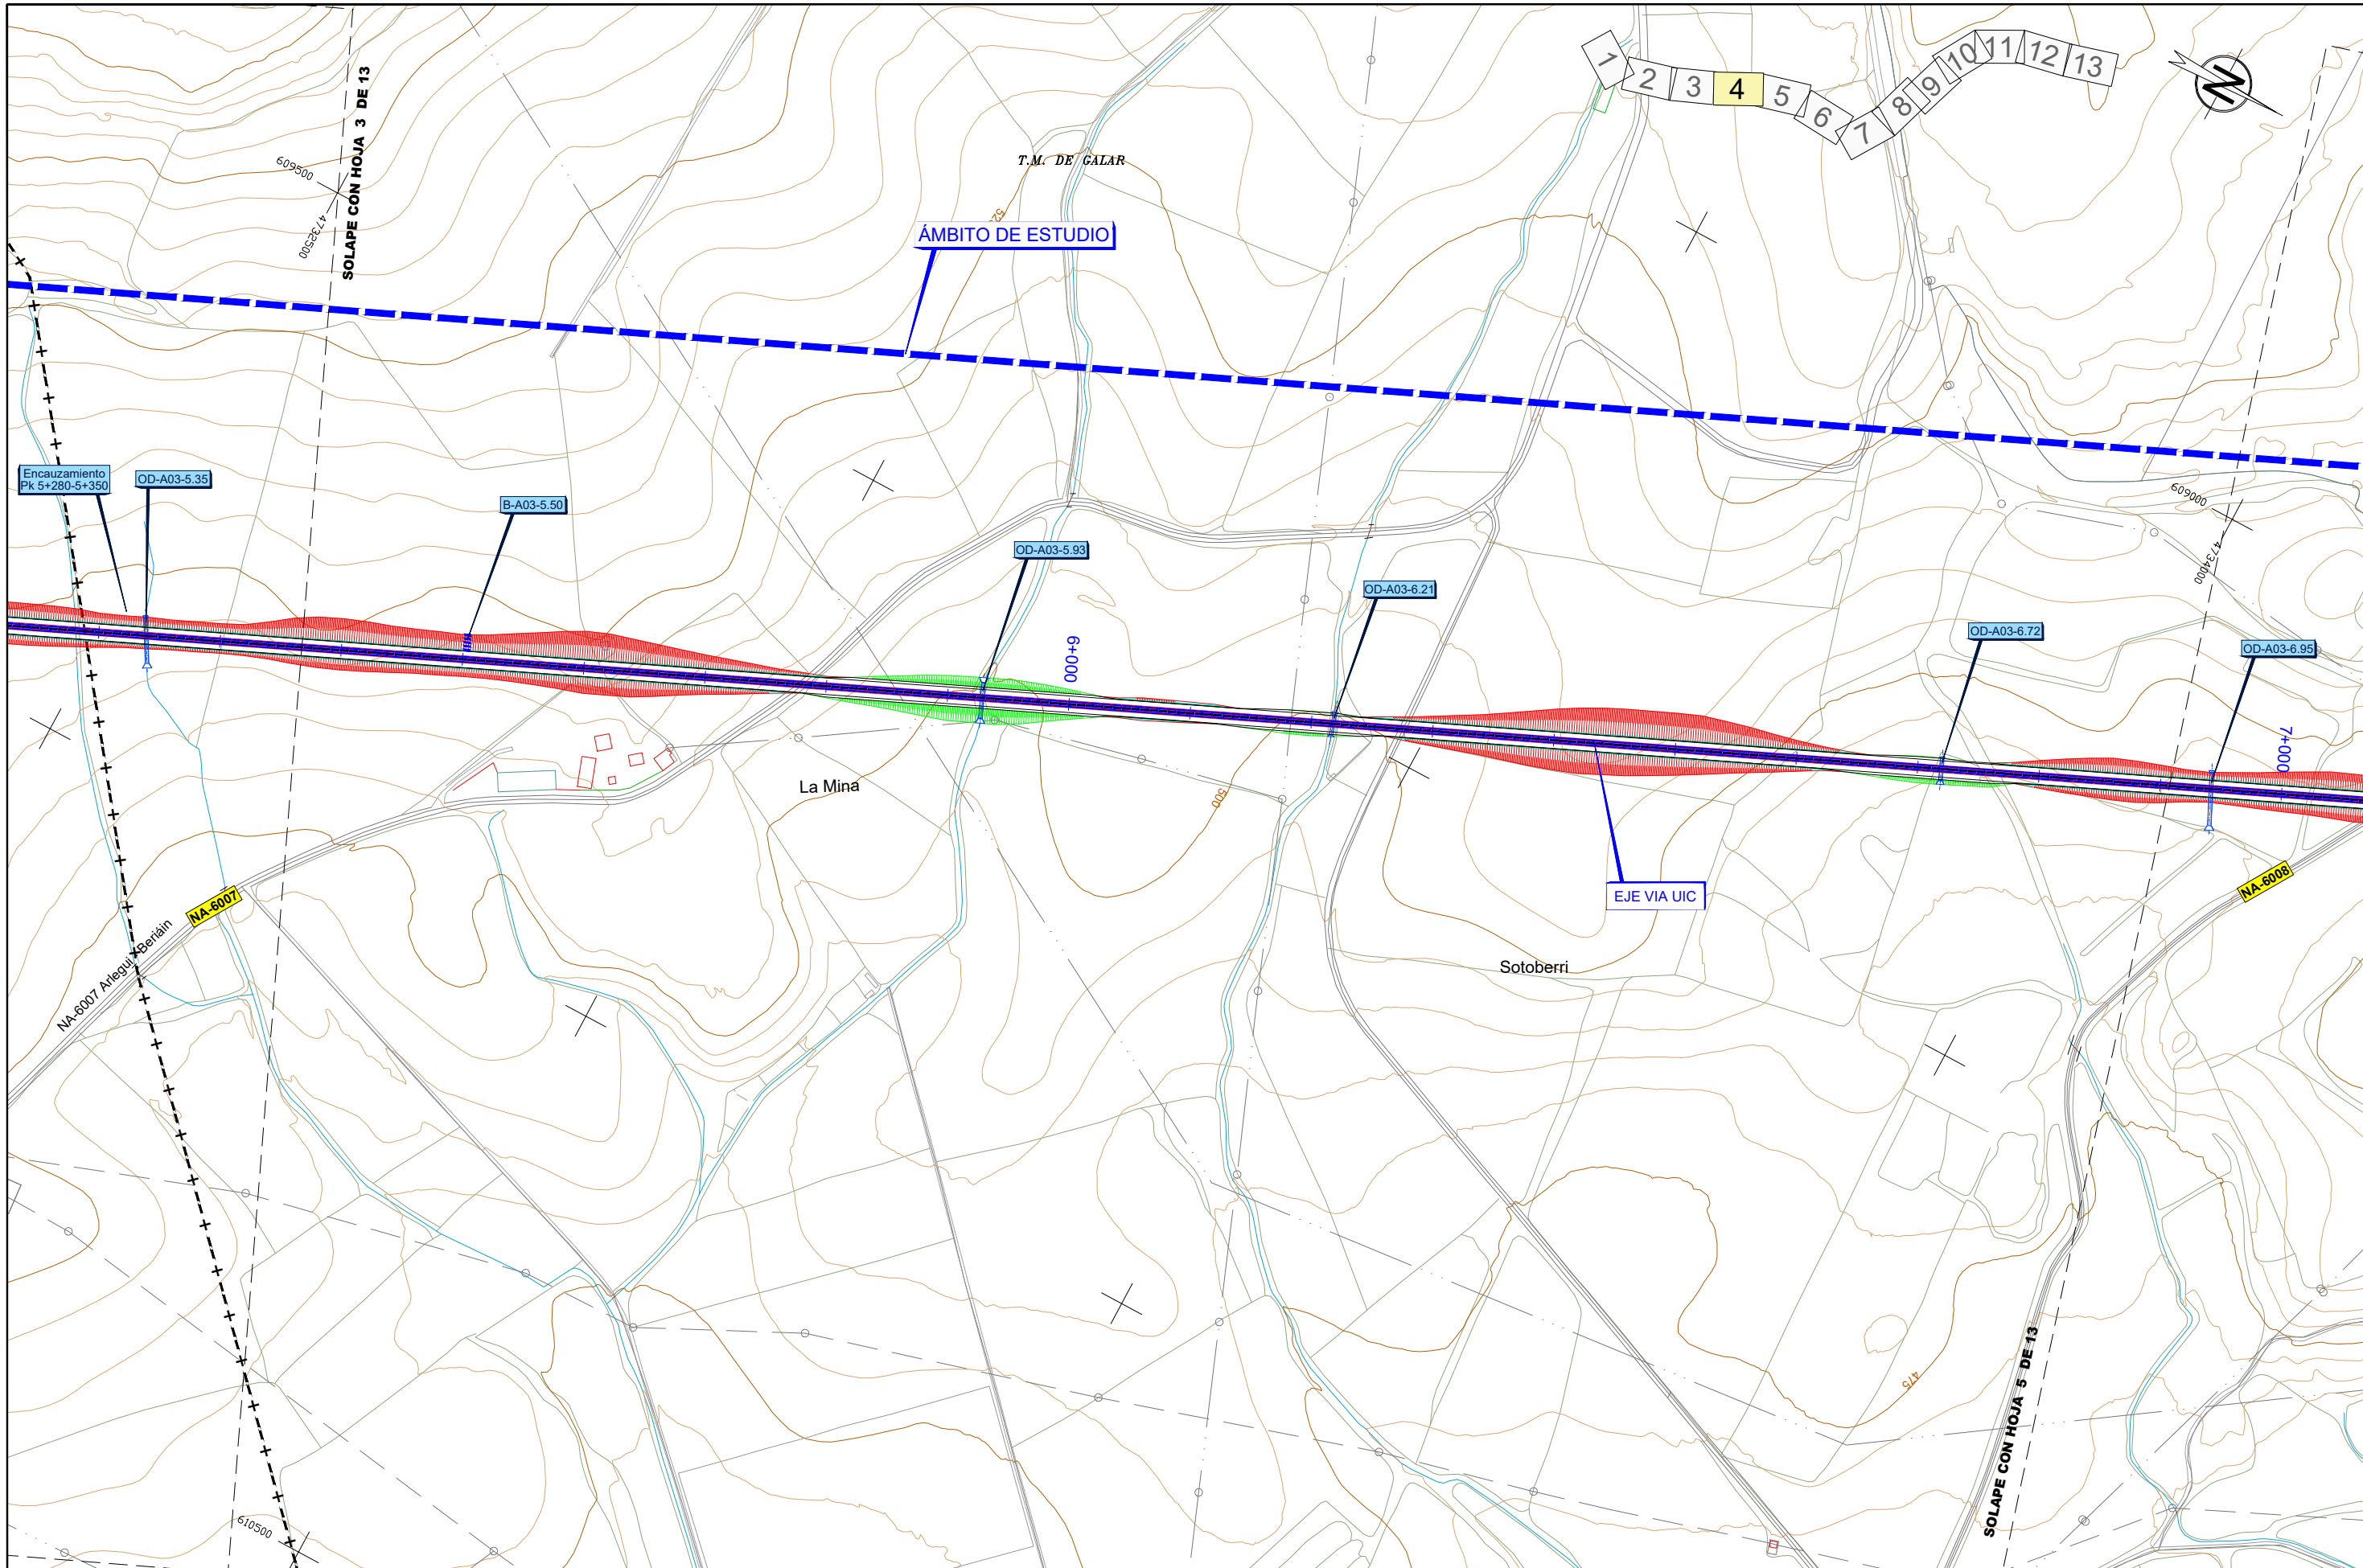 SOLAPE CON HOJA 3 DE 13
609500
4732500
T.M. DE GALAR
ÁMBITO DE ESTUDIO
1
2
3
4
5
6
7
8
9
10
11
12
13
N
Encauzamiento
Pk 5+280-5+350
OD-A03-5.35
B-A03-5.50
OD-A03-5.93
OD-A03-6.21
OD-A03-6.72
OD-A03-6.95
609000
4734000
6+000
7+000
La Mina
500
EJE VIA UIC
NA-6007
NA-6008
NA-6007 Arlegui - Beriáin
Sotoberri
475
SOLAPE CON HOJA 5 DE 13
610500